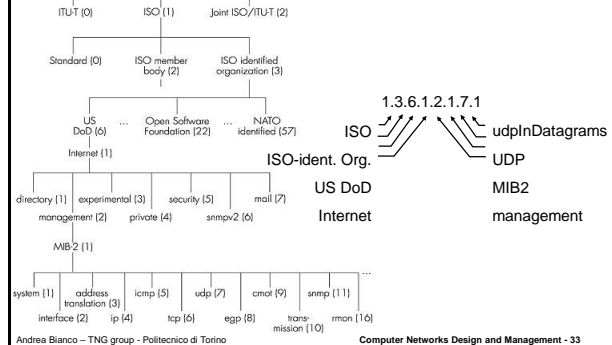 ITU-T (0) ISO (1) Joint ISO/ITU-T (2)
Standard (0) ISO member body (2) ISO identified organization (3)
US DoD (6) ... Open Software Foundation (22) ... NATO identified (57)
Internet (1)
directory (1) experimental (3) security (5) mail (7)
management (2) private (4) snmpv2 (6)
MIB-2 (1)
...
system (1) address translation (3) icmp (5) udp (7) cmot (9) snmp (11)
interface (2) ip (4) tcp (6) egp (8) trans-mission (10) rmon (16)
1.3.6.1.2.1.7.1
ISO
ISO-ident. Org.
US DoD
Internet
udpInDatagrams
UDP
MIB2
management
Andrea Bianco – TNG group - Politecnico di Torino
Computer Networks Design and Management - 33